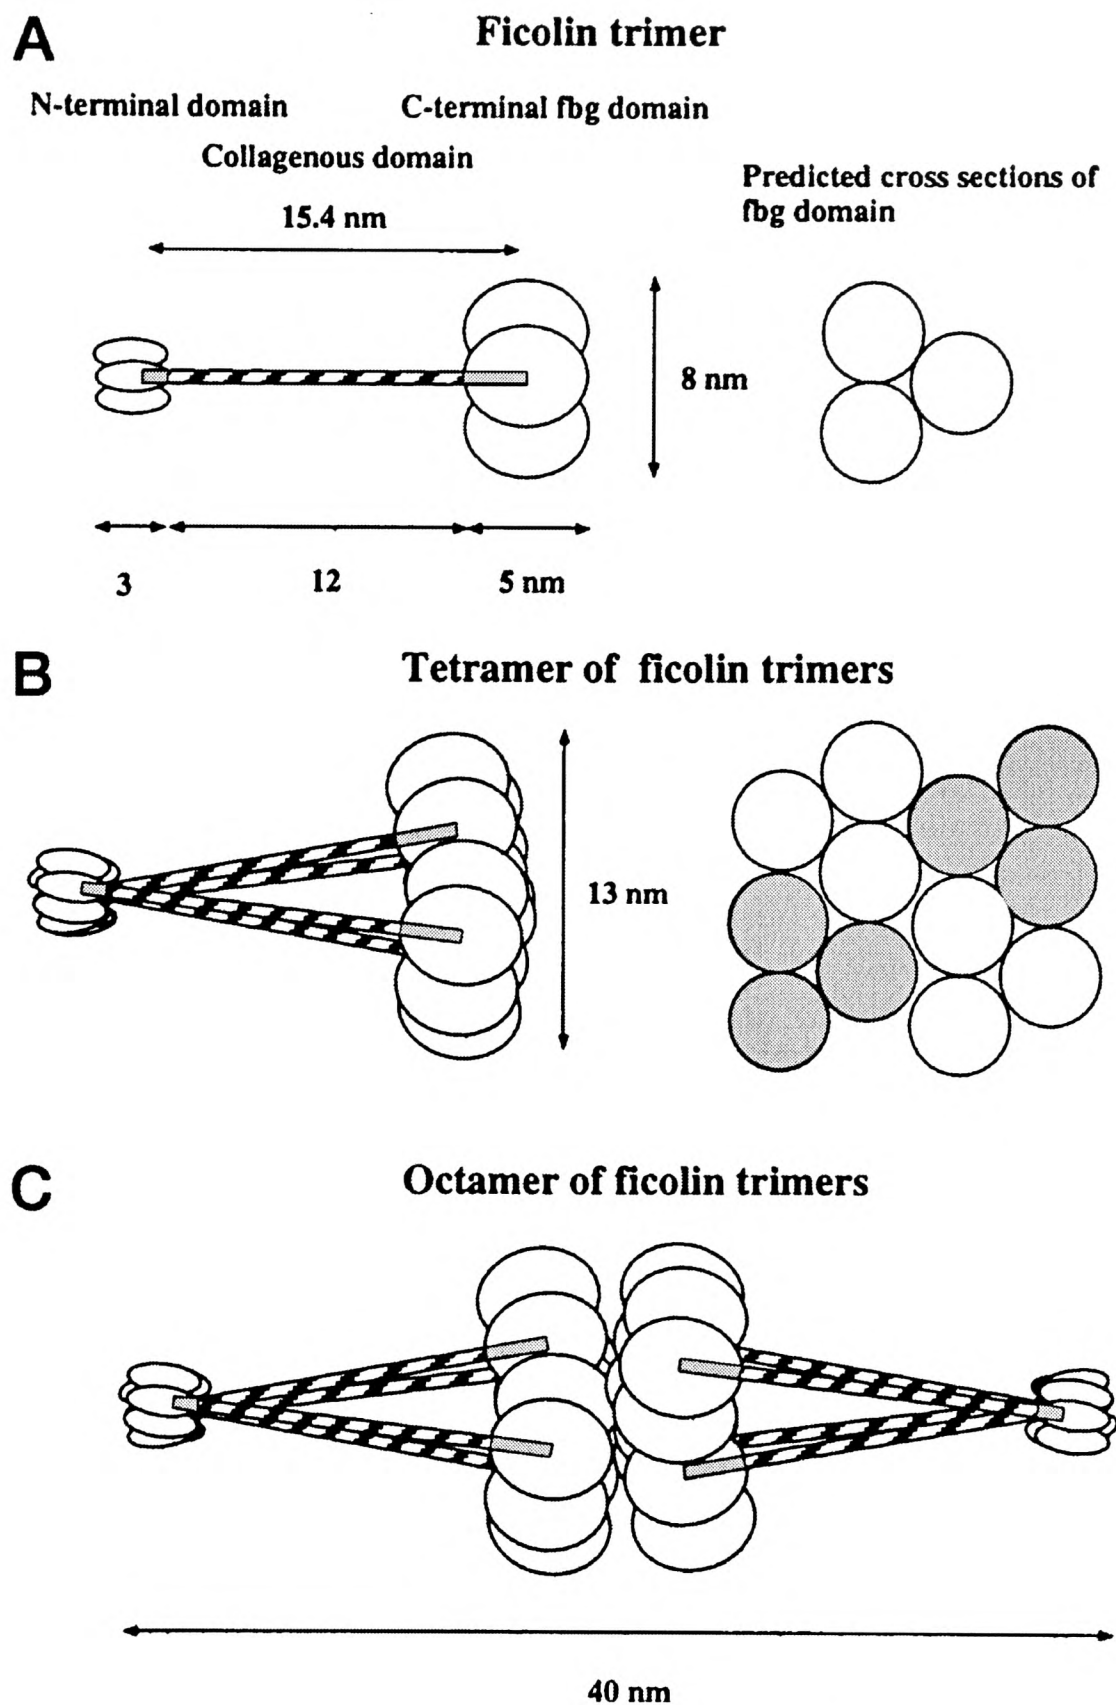 A
Ficolin trimer
N-terminal domain
C-terminal fbg domain
Collagenous domain
Predicted cross sections of
fbg domain
15.4 nm
8 nm
3
12
5 nm
B
Tetramer of ficolin trimers
13 nm
C
Octamer of ficolin trimers
40 nm